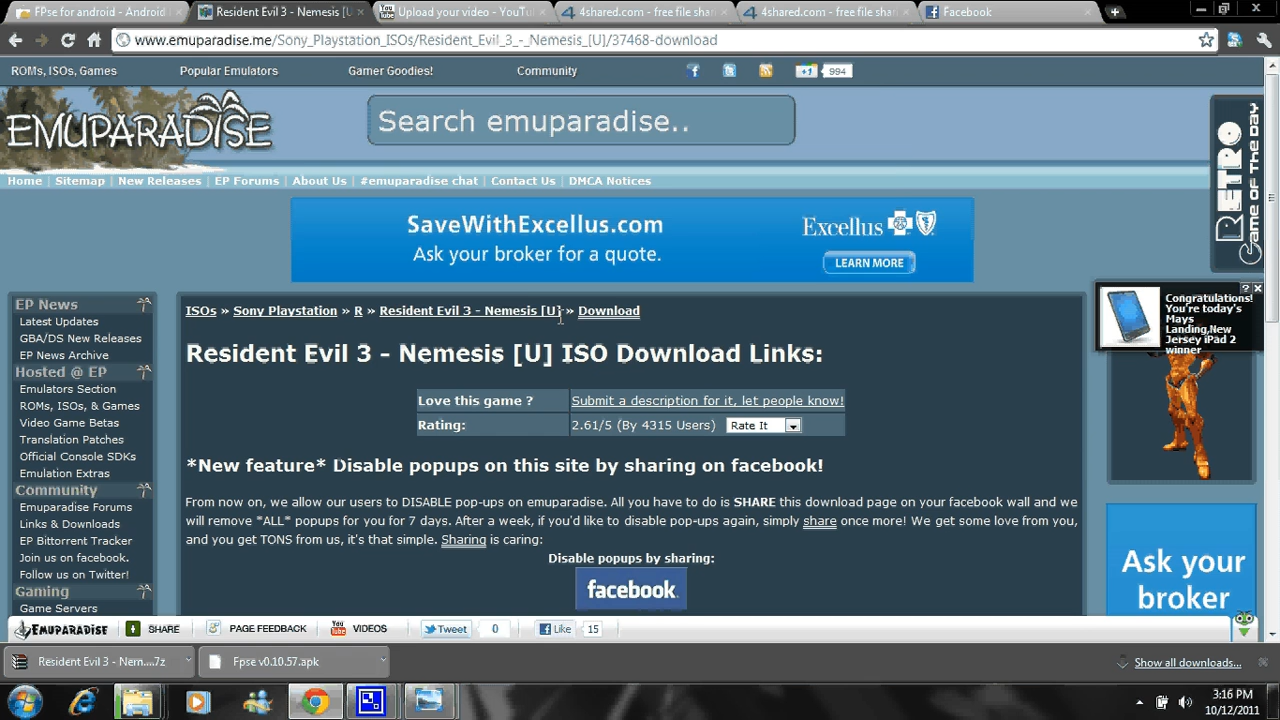 FPse for android - Android
Resident Evil 3 - Nemesis [U
Upload your video - YouTu
4shared.com - free file shar
4shared.com - free file shar
Facebook
www.emuparadise.me/Sony_Playstation_ISOs/Resident_Evil_3_-_Nemesis_[U]/37468-download
ROMs, ISOs, Games
Popular Emulators
Gamer Goodies!
Community
+1
994
EMUPARADISE
Search emuparadise..
RETRO
Game OF THE DAY
Home | Sitemap | New Releases | EP Forums | About Us | #emuparadise chat | Contact Us | DMCA Notices
SaveWithExcellus.com
Ask your broker for a quote.
Excellus
LEARN MORE
EP News
Latest Updates
GBA/DS New Releases
EP News Archive
Hosted @ EP
Emulators Section
ROMs, ISOs, & Games
Video Game Betas
Translation Patches
Official Console SDKs
Emulation Extras
Community
Emuparadise Forums
Links & Downloads
EP Bittorrent Tracker
Join us on facebook.
Follow us on Twitter!
Gaming
Game Servers
ISOs » Sony Playstation » R » Resident Evil 3 - Nemesis [U] » Download
Resident Evil 3 - Nemesis [U] ISO Download Links:
Love this game ?
Submit a description for it, let people know!
Rating:
2.61/5 (By 4315 Users)
Rate It
*New feature* Disable popups on this site by sharing on facebook!
From now on, we allow our users to DISABLE pop-ups on emuparadise. All you have to do is SHARE this download page on your facebook wall and we
will remove *ALL* popups for you for 7 days. After a week, if you'd like to disable pop-ups again, simply share once more! We get some love from you,
and you get TONS from us, it's that simple. Sharing is caring:
Disable popups by sharing:
facebook
Congratulations!
You're today's
Mays
Landing,New
Jersey iPad 2
winner
Ask your
broker
EMUPARADISE
SHARE
PAGE FEEDBACK
You Tube
VIDEOS
Tweet
0
Like
15
Resident Evil 3 - Nem....7z
Fpse v0.10.57.apk
Show all downloads...
3:16 PM
10/12/2011